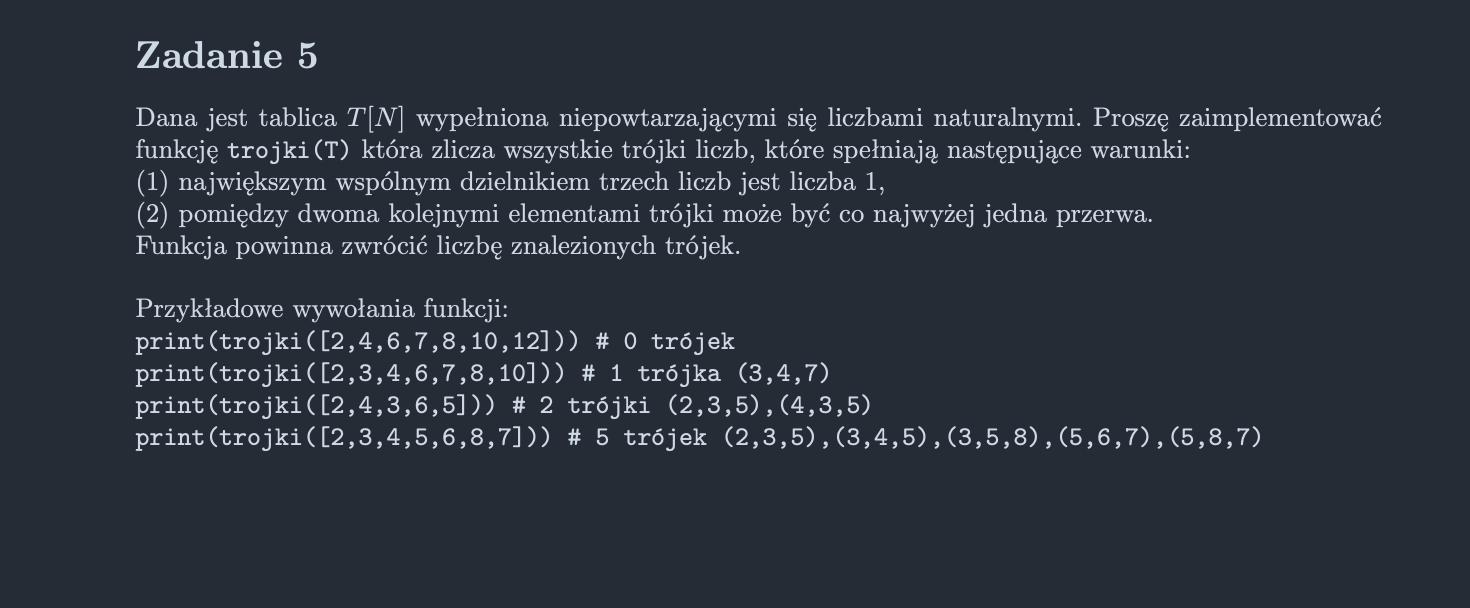 Zadanie 5
Dana jest tablica T[N] wypełniona niepowtarzającymi się liczbami naturalnymi. Proszę zaimplementować
funkcję trojki(T) która zlicza wszystkie trójki liczb, które spełniają następujące warunki:
(1) największym wspólnym dzielnikiem trzech liczb jest liczba 1,
(2) pomiędzy dwoma kolejnymi elementami trójki może być co najwyżej jedna przerwa.
Funkcja powinna zwrócić liczbę znalezionych trójek.
Przykładowe wywołania funkcji:
print(trojki([2,4,6,7,8,10,12])) # 0 trójek
print(trojki([2,3,4,6,7,8,10])) # 1 trójka (3,4,7)
print(trojki([2,4,3,6,5])) # 2 trójki (2,3,5),(4,3,5)
print(trojki([2,3,4,5,6,8,7])) # 5 trójek (2,3,5),(3,4,5),(3,5,8),(5,6,7),(5,8,7)